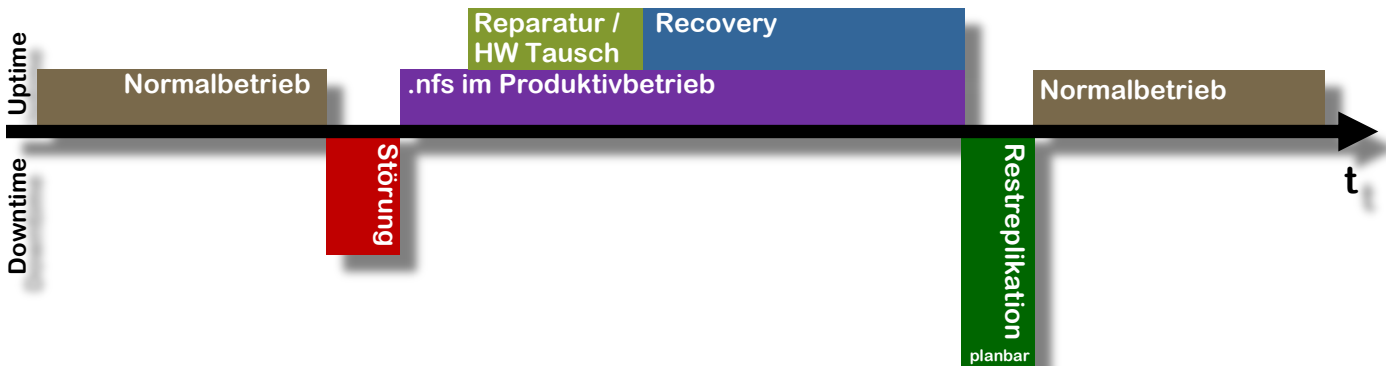 Uptime
Downtime
Normalbetrieb
Störung
Reparatur /
HW Tausch
Recovery
.nfs im Produktivbetrieb
Restreplikation
planbar
Normalbetrieb
t